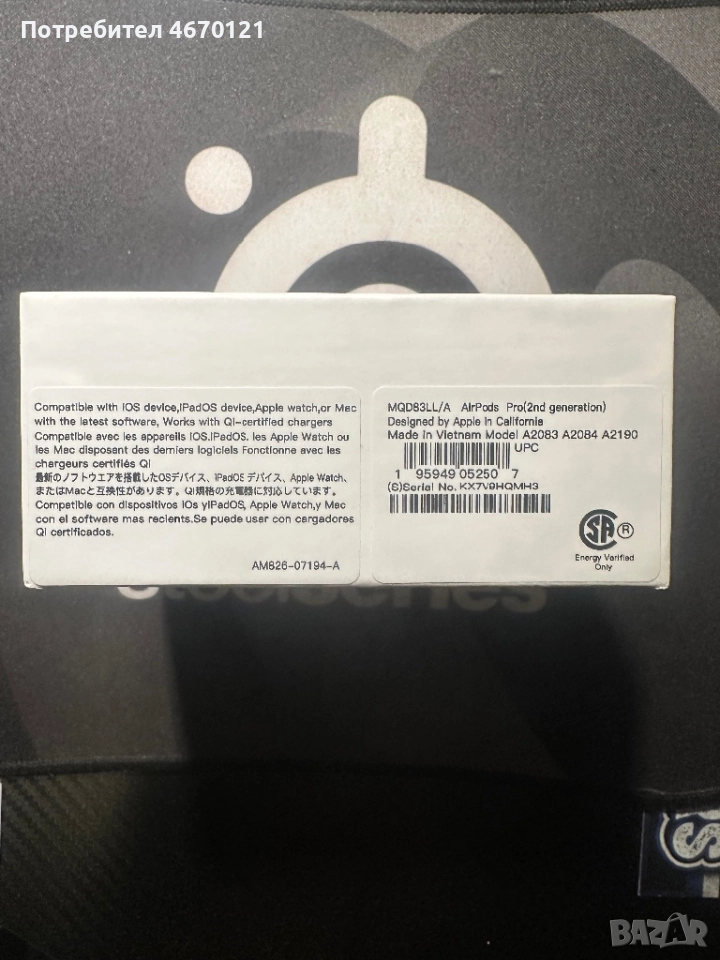 Потребител 4670121
Compatible with iOS device,iPadOS device,Apple watch,or Mac
with the latest software, Works with Qi-certified chargers
Compatible avec les appareils iOS.iPadOS. les Apple Watch ou
les Mac disposant des derniers logiciels Fonctionne avec les
chargeurs certifiés QI
最新のソフトウエアを搭載したOSデバイス、iPadOS デバイス、Apple Watch、
またはMacと互換性があります。Qi規格の充電器に対応しています
Compatible con dispositivos IOs yIPadOS, Apple Watch,y Mac
con el software mas recients.Se puede user con cargadores
QI certificados.
AM826-07194-A
MQD83LL/A AirPods Pro(2nd generation)
Designed by Apple in California
Made in Vietnam Model A2083 A2084 A2190
UPC
1 95949 05250 7
(S)Serial No. KX7V9HQMH3
SA ®
Energy Verified
Only
steelseries
BAZAR